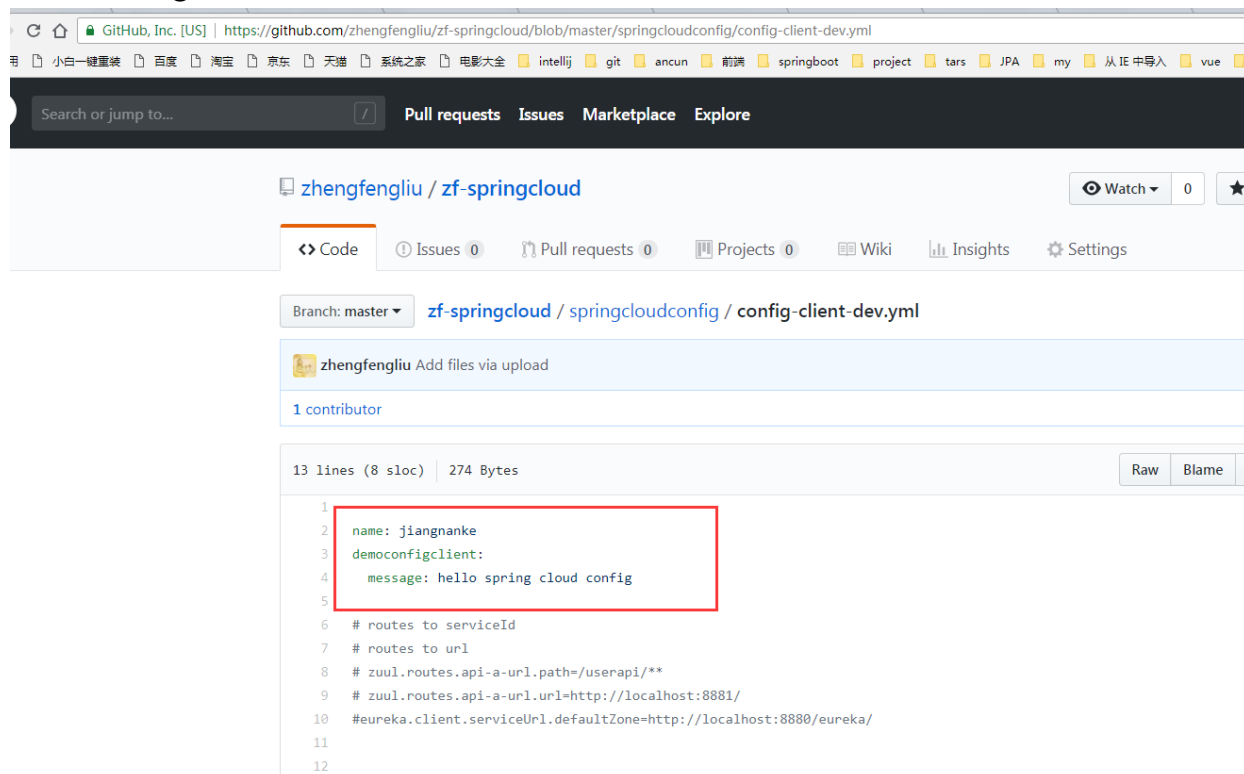 GitHub, Inc. [US] | https://github.com/zhengfengliu/zf-springcloud/blob/master/springcloudconfig/config-client-dev.yml
用 小白一键重装 百度 淘宝 京东 天猫 系统之家 电影大全 intellij git ancun 前端 springboot project tars JPA my 从 IE 中导入 vue
Search or jump to... / Pull requests Issues Marketplace Explore
zhengfengliu / zf-springcloud Watch 0
Code Issues 0 Pull requests 0 Projects 0 Wiki Insights Settings
Branch: master zf-springcloud / springcloudconfig / config-client-dev.yml
zhengfengliu Add files via upload
1 contributor
13 lines (8 sloc) 274 Bytes Raw Blame
1
2 name: jiangnanke
3 democonfigclient:
4 message: hello spring cloud config
5
6 # routes to serviceId
7 # routes to url
8 # zuul.routes.api-a-url.path=/userapi/**
9 # zuul.routes.api-a-url.url=http://localhost:8881/
10 #eureka.client.serviceUrl.defaultZone=http://localhost:8880/eureka/
11
12